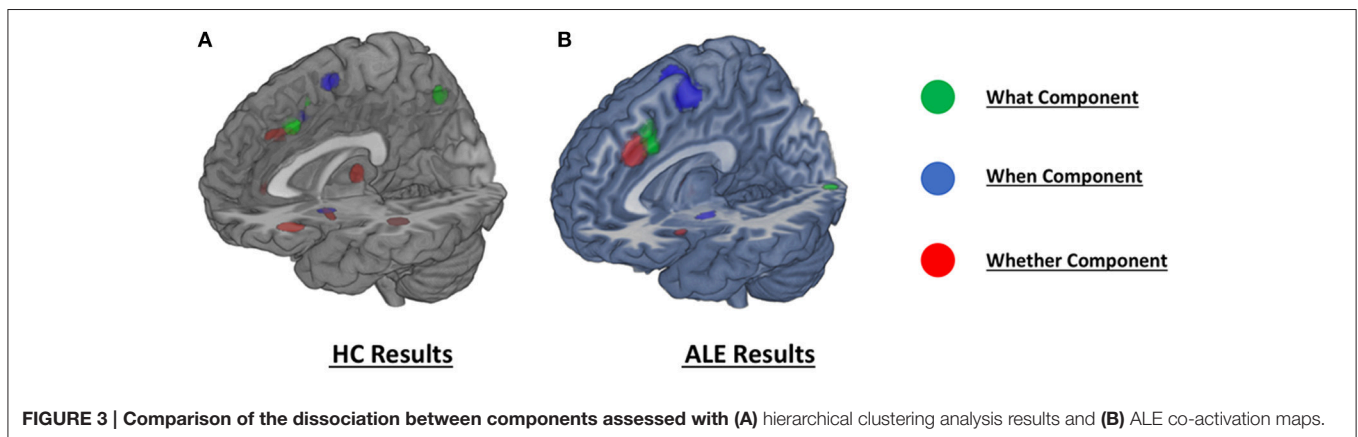 A
B
What Component
When Component
Whether Component
HC Results
ALE Results
FIGURE 3 | Comparison of the dissociation between components assessed with (A) hierarchical clustering analysis results and (B) ALE co-activation maps.